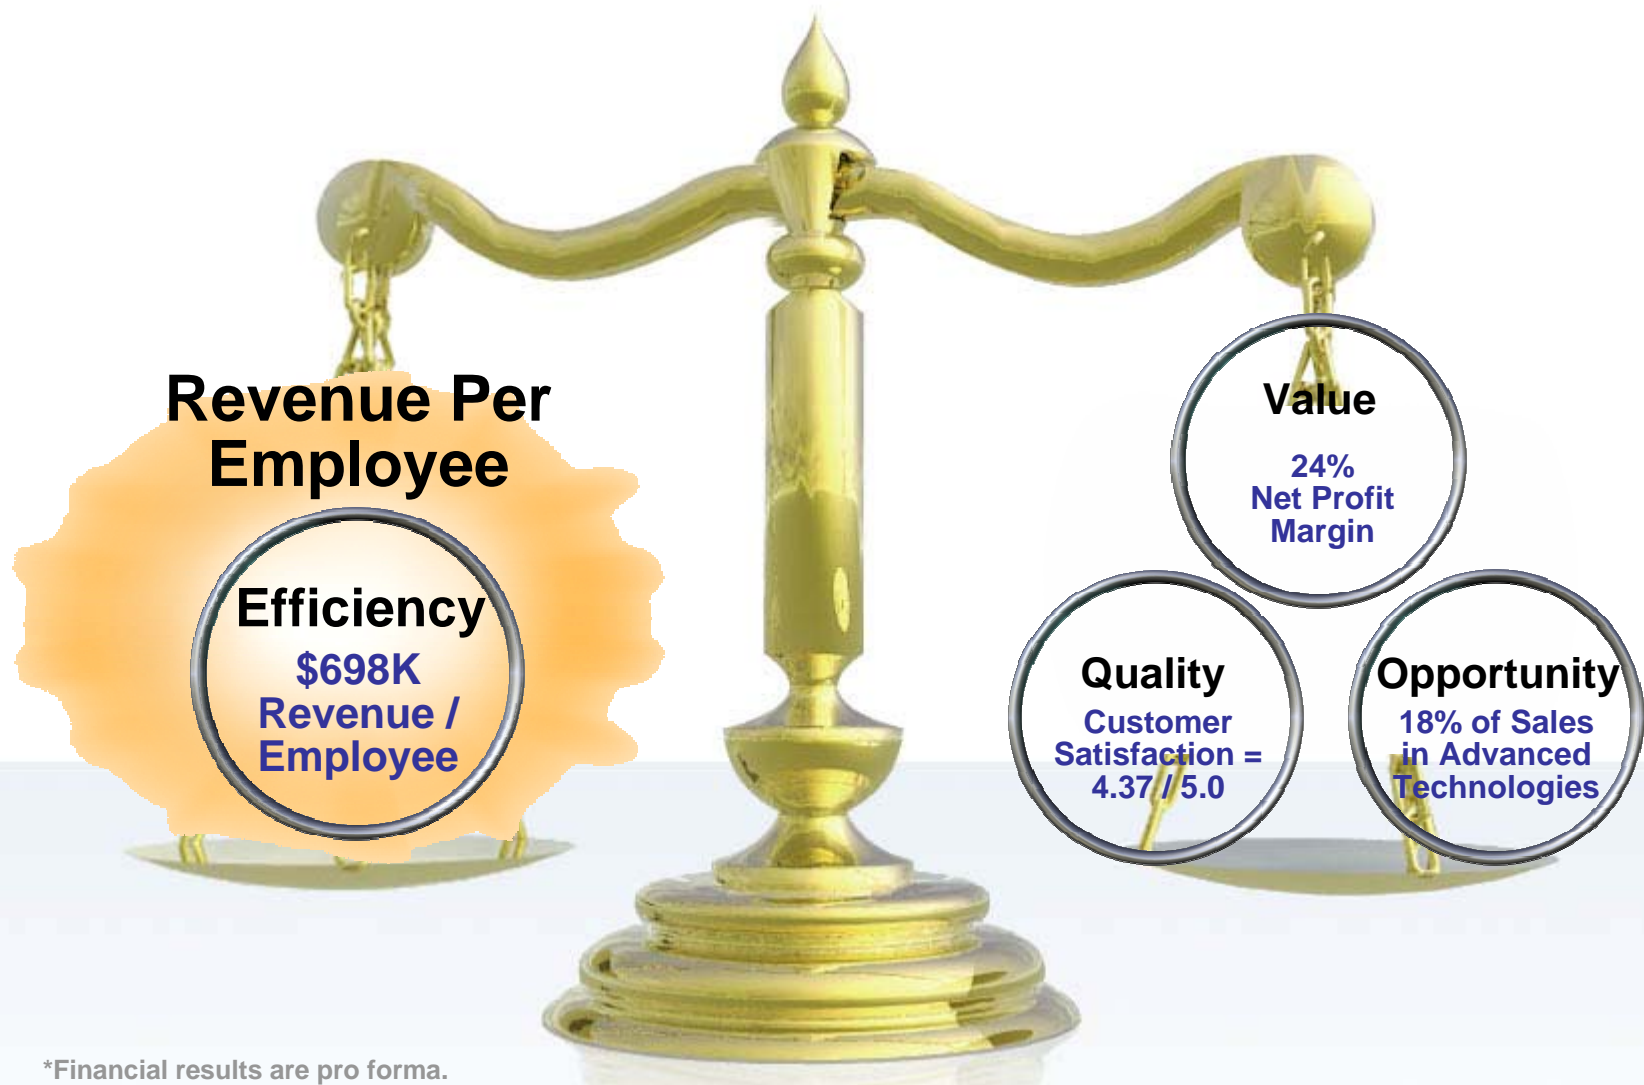 Revenue Per
Employee
Efficiency
$698K
Revenue /
Employee
Value
24%
Net Profit
Margin
Quality
Customer
Satisfaction =
4.37 / 5.0
Opportunity
18% of Sales
in Advanced
Technologies
*Financial results are pro forma.